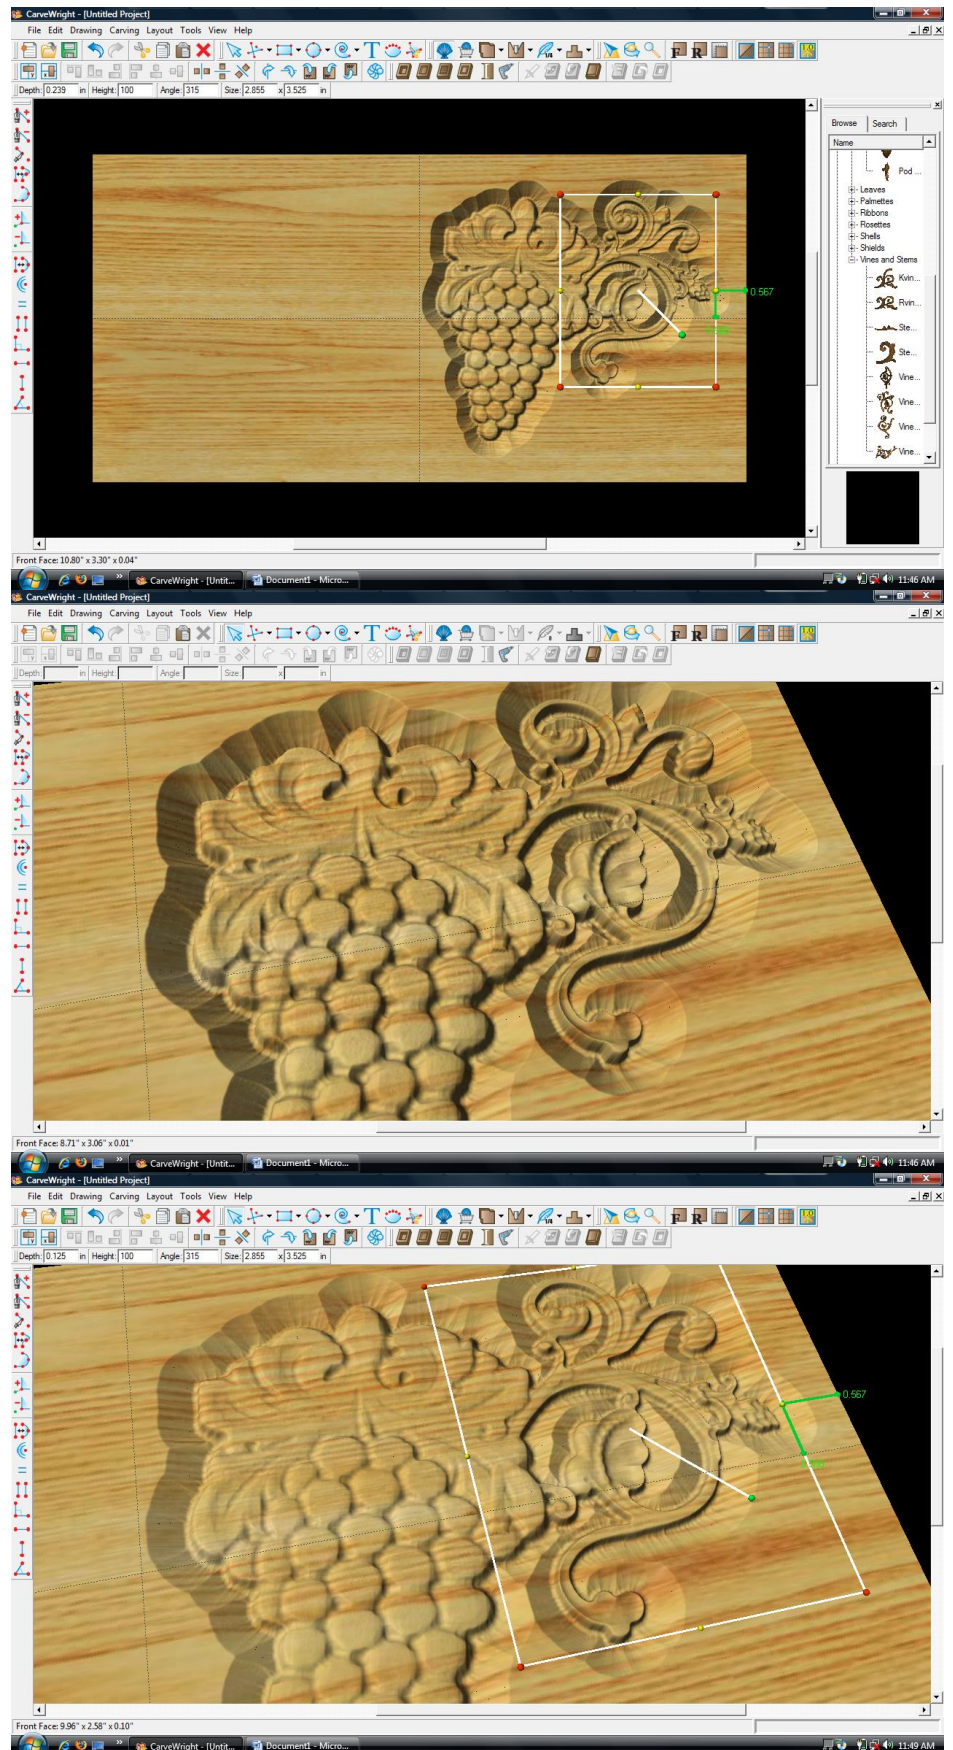 CarveWright - [Untitled Project]
File Edit Drawing Carving Layout Tools View Help
T F R
Depth: 0.239 in Height: 100 Angle: 315 Size: 2.855 x 3.525 in
Browse Search
Name
Pod ...
Leaves
Palmettes
Ribbons
Rosettes
Shells
Shields
Vines and Stems
Kvin...
Rvin...
Ste...
Ste...
Vine...
Vine...
Vine...
Vine...
0.567
Front Face: 10.80" x 3.30" x 0.04"
CarveWright - [Untit... Document1 - Micro... 11:46 AM
CarveWright - [Untitled Project]
File Edit Drawing Carving Layout Tools View Help
T F R
Depth: in Height: Angle: Size: x in
Front Face: 8.71" x 3.06" x 0.01"
CarveWright - [Untit... Document1 - Micro... 11:46 AM
CarveWright - [Untitled Project]
File Edit Drawing Carving Layout Tools View Help
T F R
Depth: 0.125 in Height: 100 Angle: 315 Size: 2.855 x 3.525 in
0.567
Front Face: 9.96" x 2.58" x 0.10"
CarveWright - [Untit... Document1 - Micro... 11:49 AM